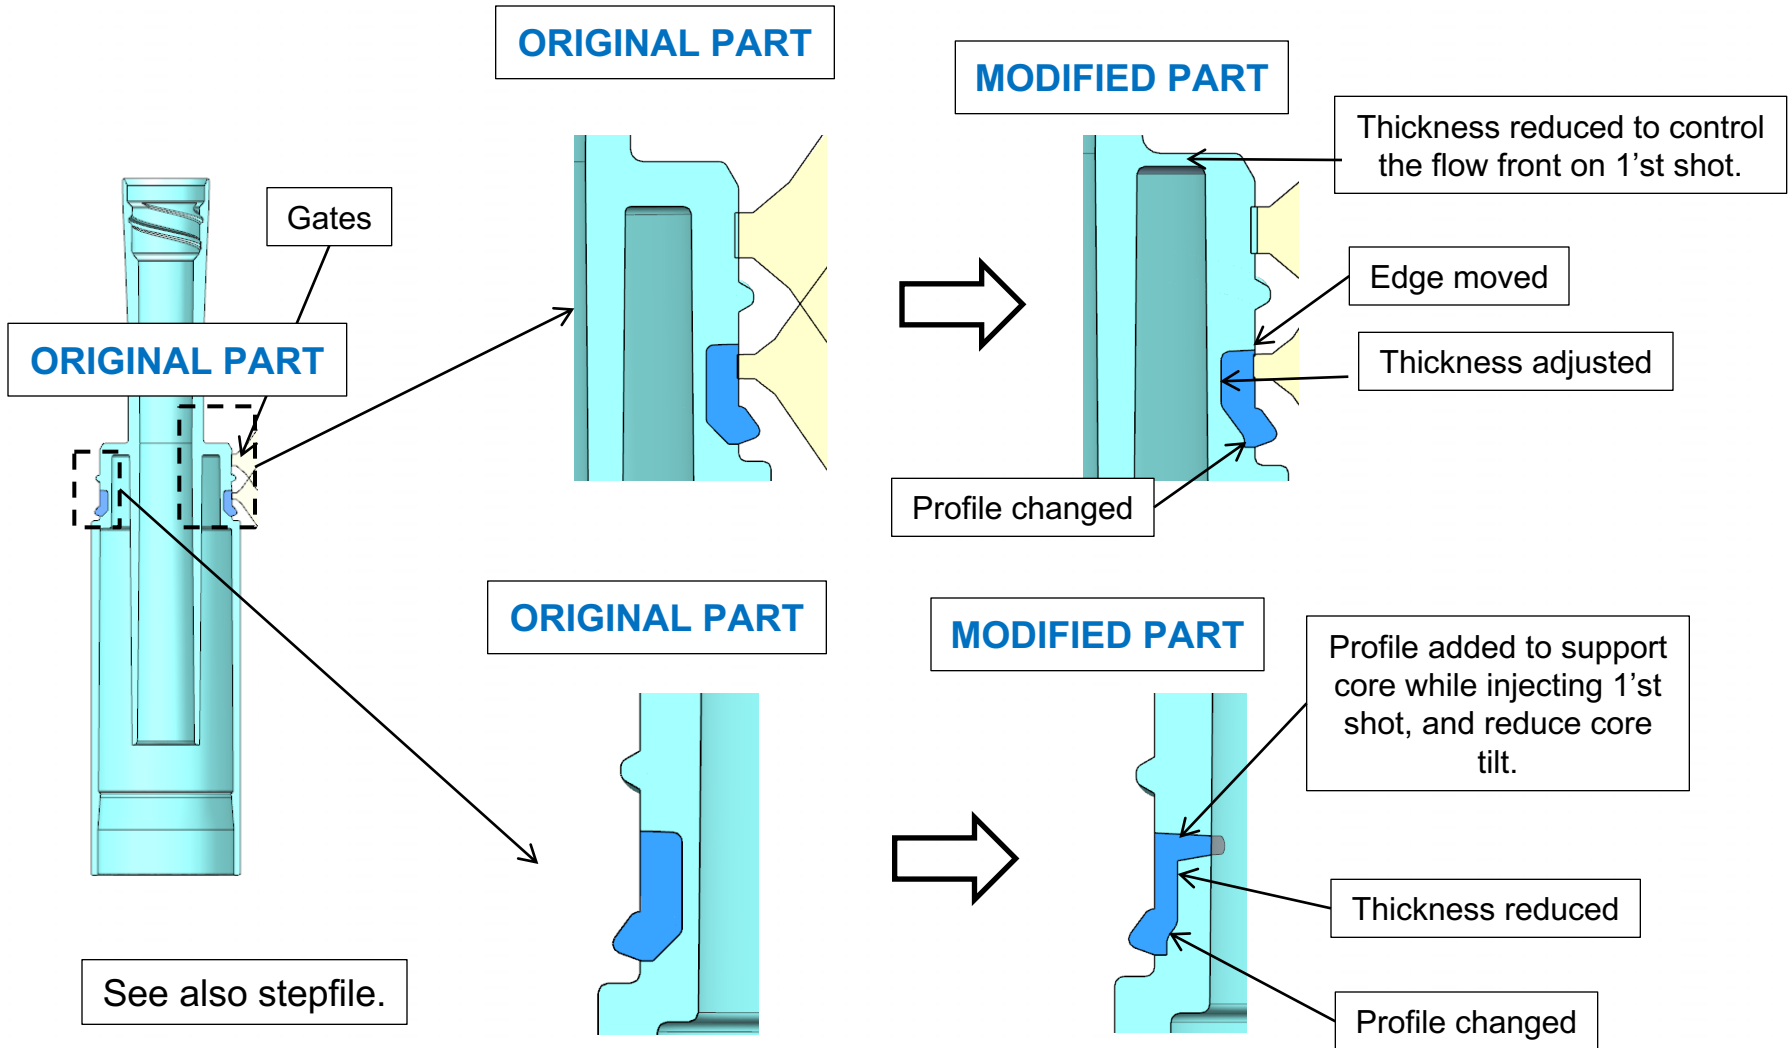 ORIGINAL PART
MODIFIED PART
Thickness reduced to control
the flow front on 1’st shot.
Gates
Edge moved
ORIGINAL PART
Thickness adjusted
Profile changed
ORIGINAL PART
MODIFIED PART
Profile added to support
core while injecting 1’st
shot, and reduce core
tilt.
Thickness reduced
See also stepfile.
Profile changed